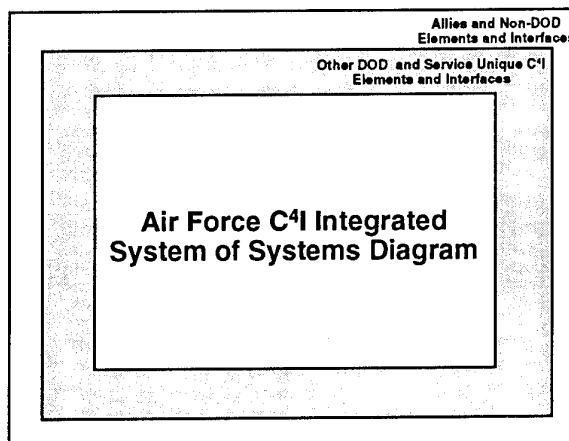 Allies and Non-DOD
Elements and Interfaces
Other DOD and Service Unique C⁴I
Elements and Interfaces
Air Force C⁴I Integrated
System of Systems Diagram